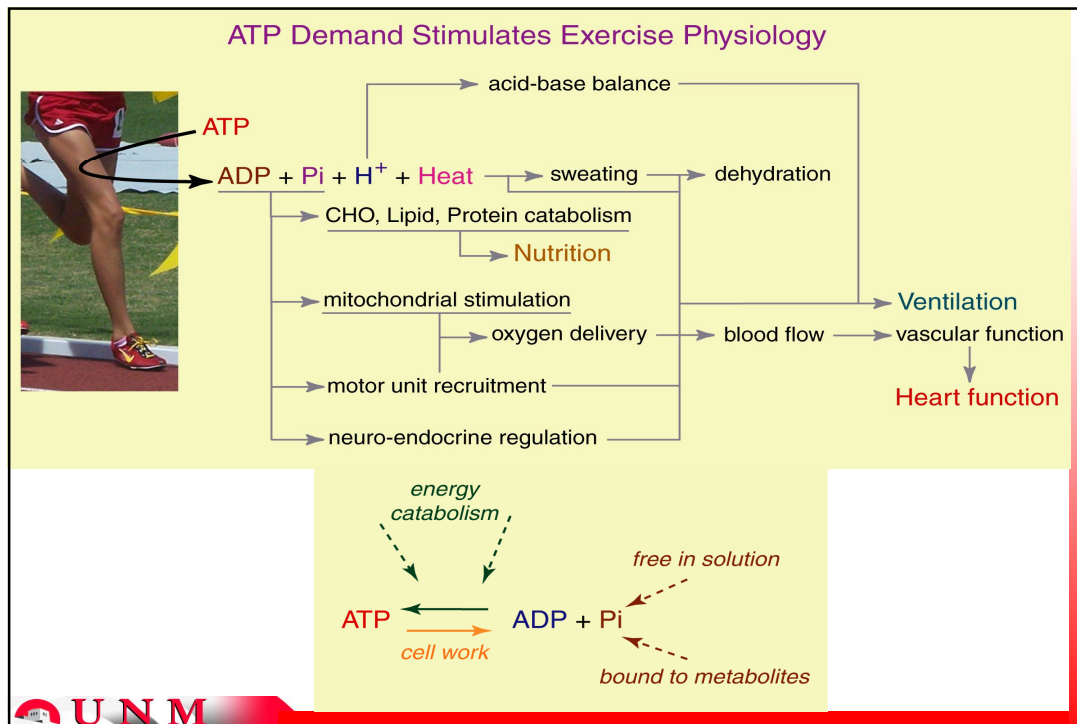 ATP Demand Stimulates Exercise Physiology
acid-base balance
ATP
ADP + Pi + H⁺ + Heat
sweating
dehydration
CHO, Lipid, Protein catabolism
Nutrition
mitochondrial stimulation
Ventilation
oxygen delivery
blood flow
vascular function
motor unit recruitment
Heart function
neuro-endocrine regulation
energy
catabolism
free in solution
ATP
ADP + Pi
cell work
bound to metabolites
UNM